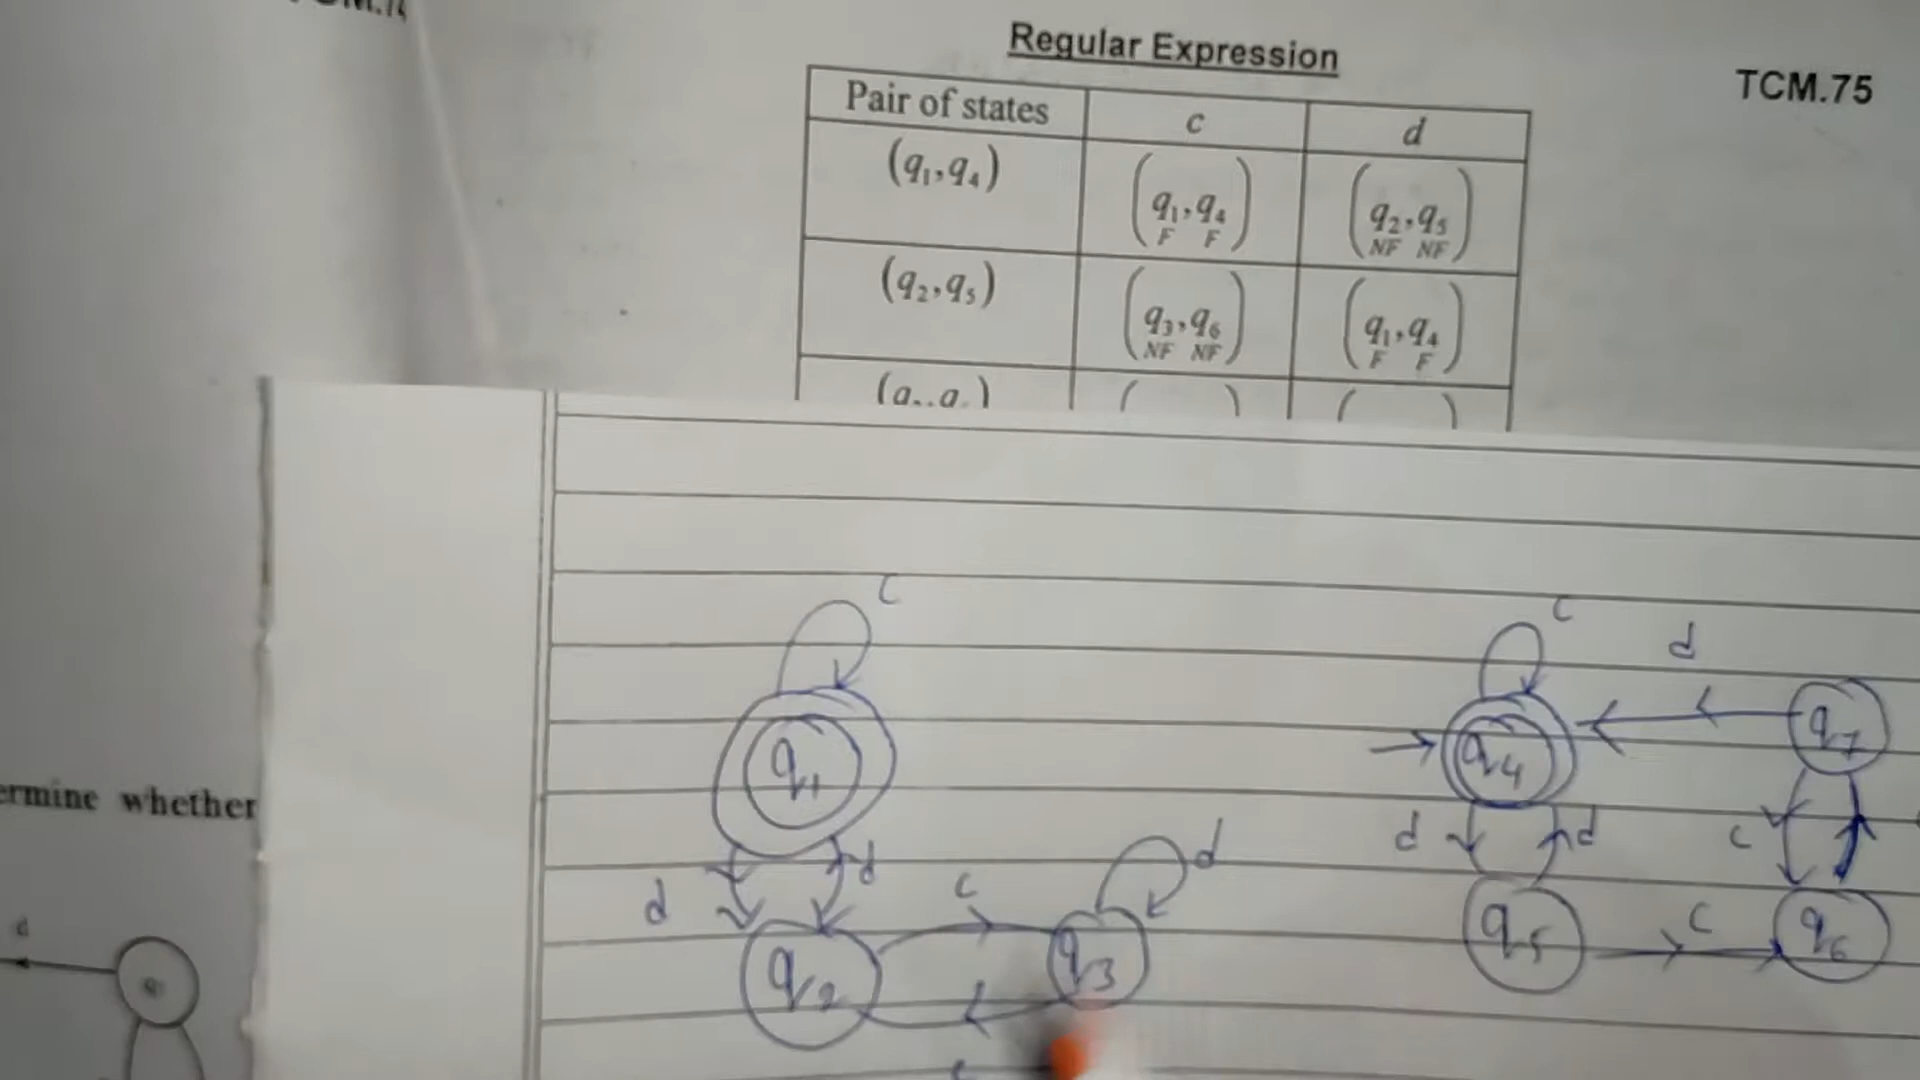 Regular Expression
TCM.75
Pair of states c d
(q1, q4) (q1, q4) (q2, q5)
F F NF NF
(q2, q5) (q3, q6) (q1, q4)
NF NF F F
ermine whether
d
q
c
q1
d d
c
d
q2
q3
c
d
q4
q7
d d
c
q5
c
q6